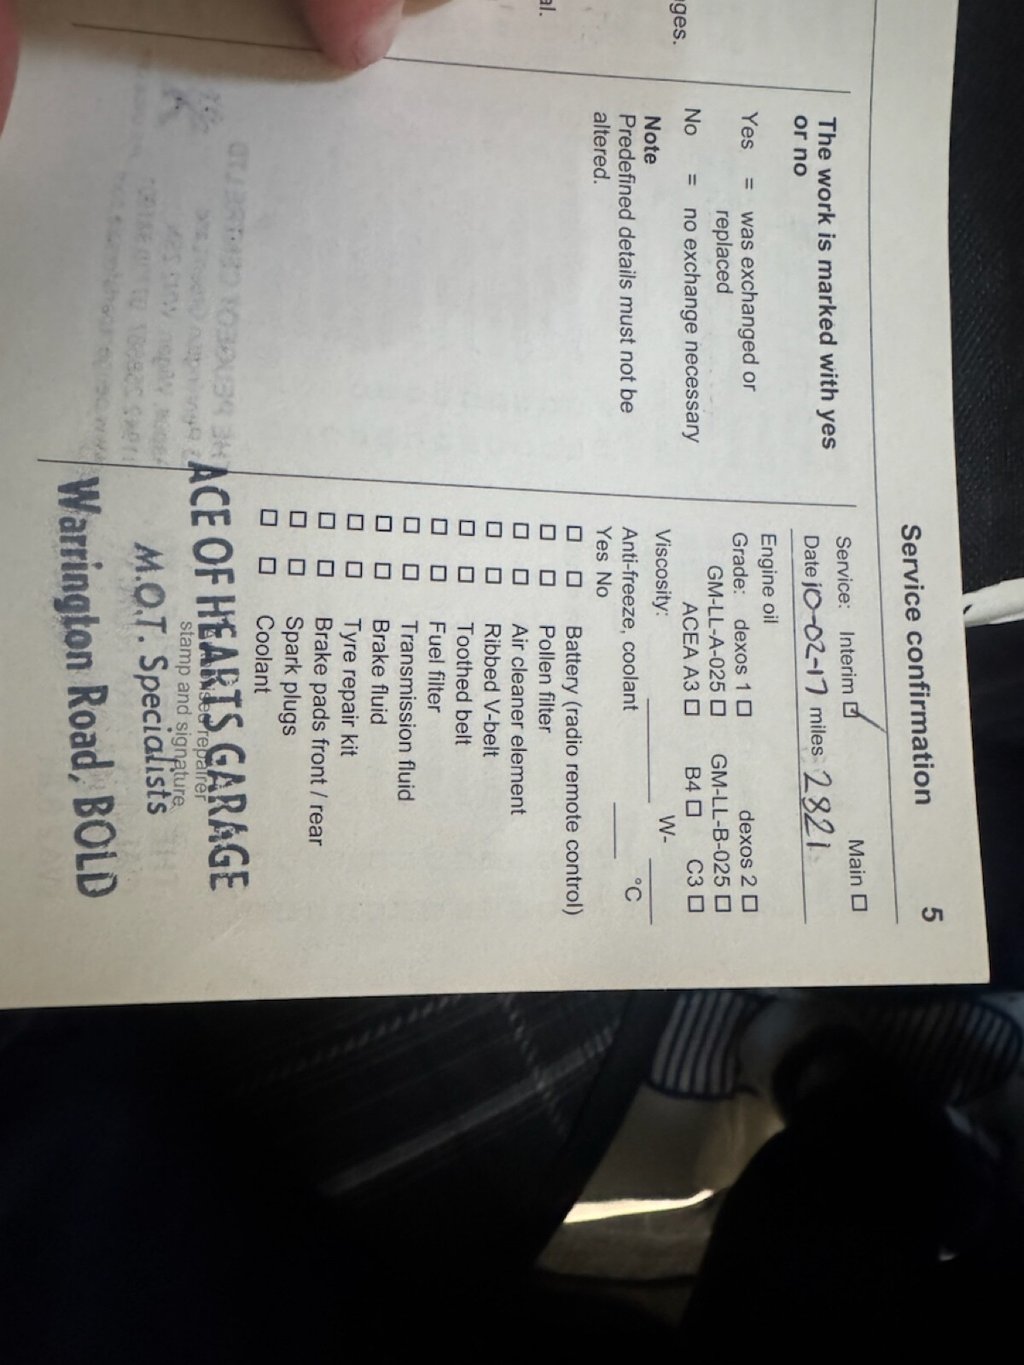 ges.
al.
The work is marked with yes
or no
Yes = was exchanged or
replaced
No = no exchange necessary
Note
Predefined details must not be
altered.
Service confirmation 5
Service: Interim ☑ Main ☐
Date 10-02-17 miles 2821
Engine oil
Grade: dexos 1 ☐ dexos 2 ☐
GM-LL-A-025 ☐ GM-LL-B-025 ☐
ACEA A3 ☐ B4 ☐ C3 ☐
Viscosity: W-
Anti-freeze, coolant °C
Yes No
☐ ☐ Battery (radio remote control)
☐ ☐ Pollen filter
☐ ☐ Air cleaner element
☐ ☐ Ribbed V-belt
☐ ☐ Toothed belt
☐ ☐ Fuel filter
☐ ☐ Transmission fluid
☐ ☐ Brake fluid
☐ ☐ Tyre repair kit
☐ ☐ Brake pads front / rear
☐ ☐ Spark plugs
☐ ☐ Coolant
ACE OF HEARTS GARAGE
repairer
stamp and signature
M.O.T. Specialists
Warrington Road, BOLD